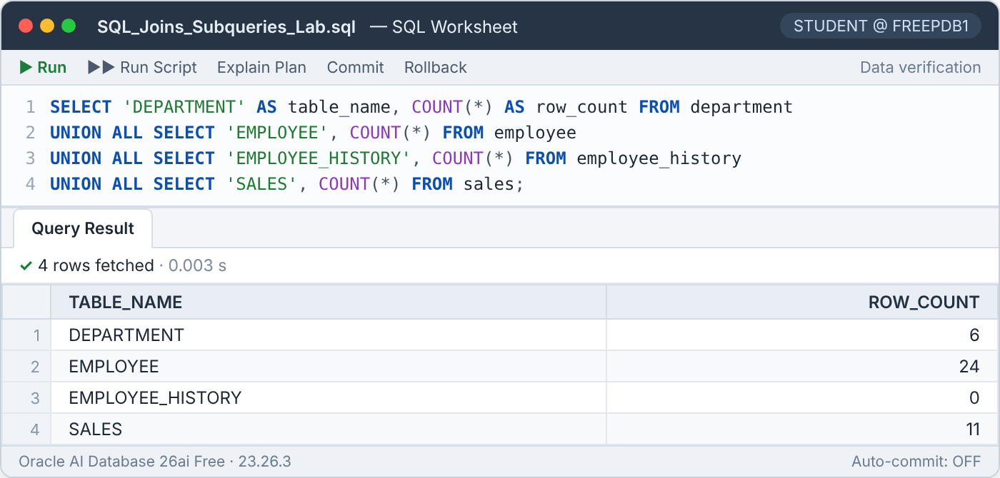 SQL_Joins_Subqueries_Lab.sql — SQL Worksheet STUDENT @ FREEPDB1
Run Run Script Explain Plan Commit Rollback Data verification
1 SELECT 'DEPARTMENT' AS table_name, COUNT(*) AS row_count FROM department
2 UNION ALL SELECT 'EMPLOYEE', COUNT(*) FROM employee
3 UNION ALL SELECT 'EMPLOYEE_HISTORY', COUNT(*) FROM employee_history
4 UNION ALL SELECT 'SALES', COUNT(*) FROM sales;
Query Result
4 rows fetched · 0.003 s
TABLE_NAME ROW_COUNT
1 DEPARTMENT 6
2 EMPLOYEE 24
3 EMPLOYEE_HISTORY 0
4 SALES 11
Oracle AI Database 26ai Free · 23.26.3 Auto-commit: OFF